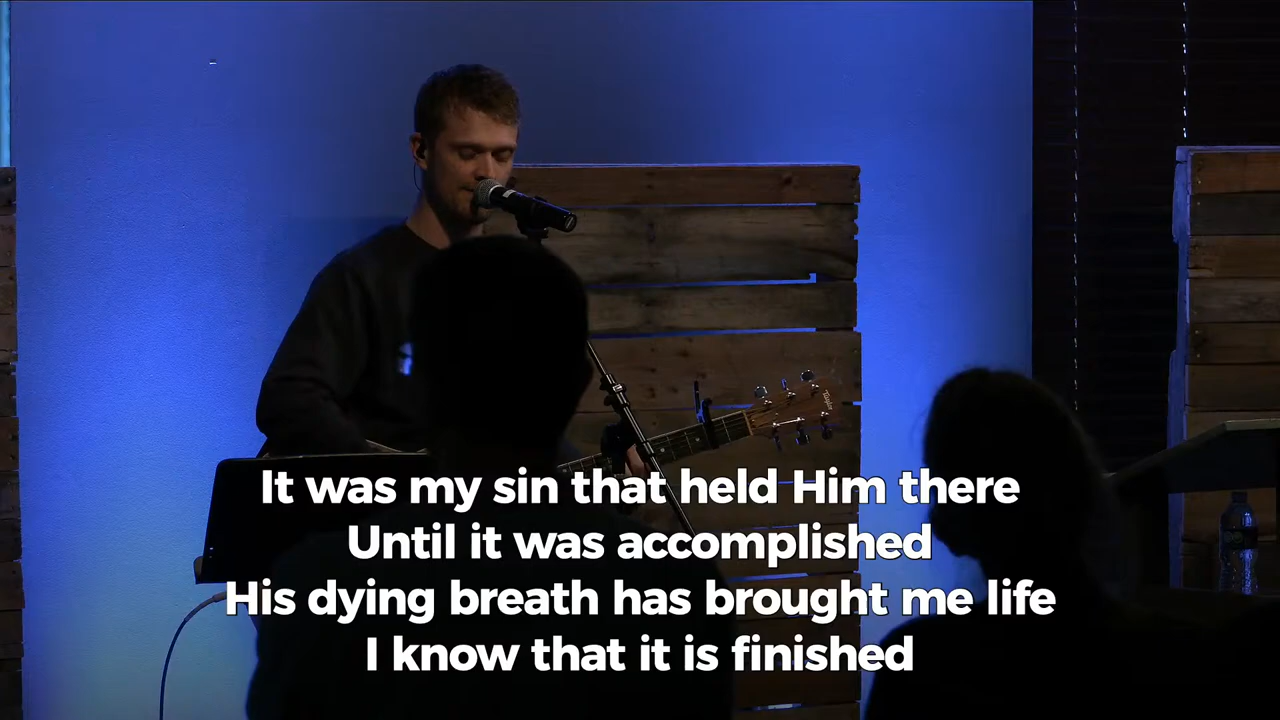 Taylor
It was my sin that held Him there
Until it was accomplished
His dying breath has brought me life
I know that it is finished